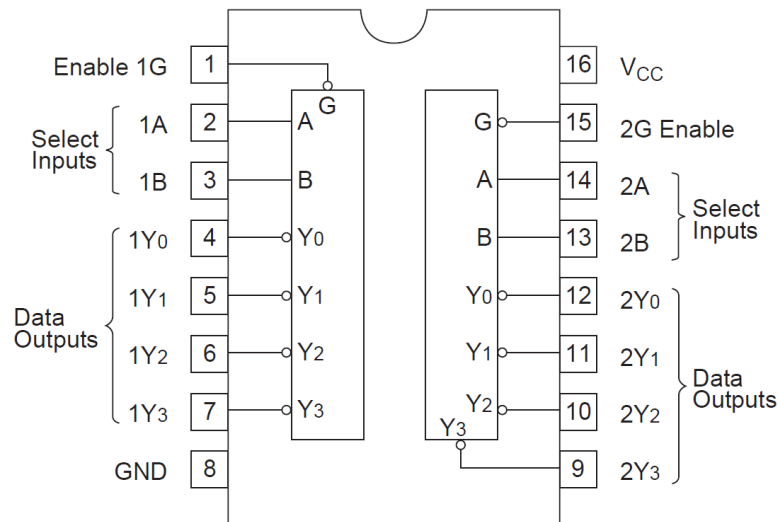 Enable 1G 1
G
16 VCC
Select
Inputs
1A 2 A
1B 3 B
G 15 2G Enable
A 14 2A
B 13 2B
Select
Inputs
Data
Outputs
1Y0 4 Y0
1Y1 5 Y1
1Y2 6 Y2
1Y3 7 Y3
Y0 12 2Y0
Y1 11 2Y1
Y2 10 2Y2
Y3 9 2Y3
Data
Outputs
GND 8